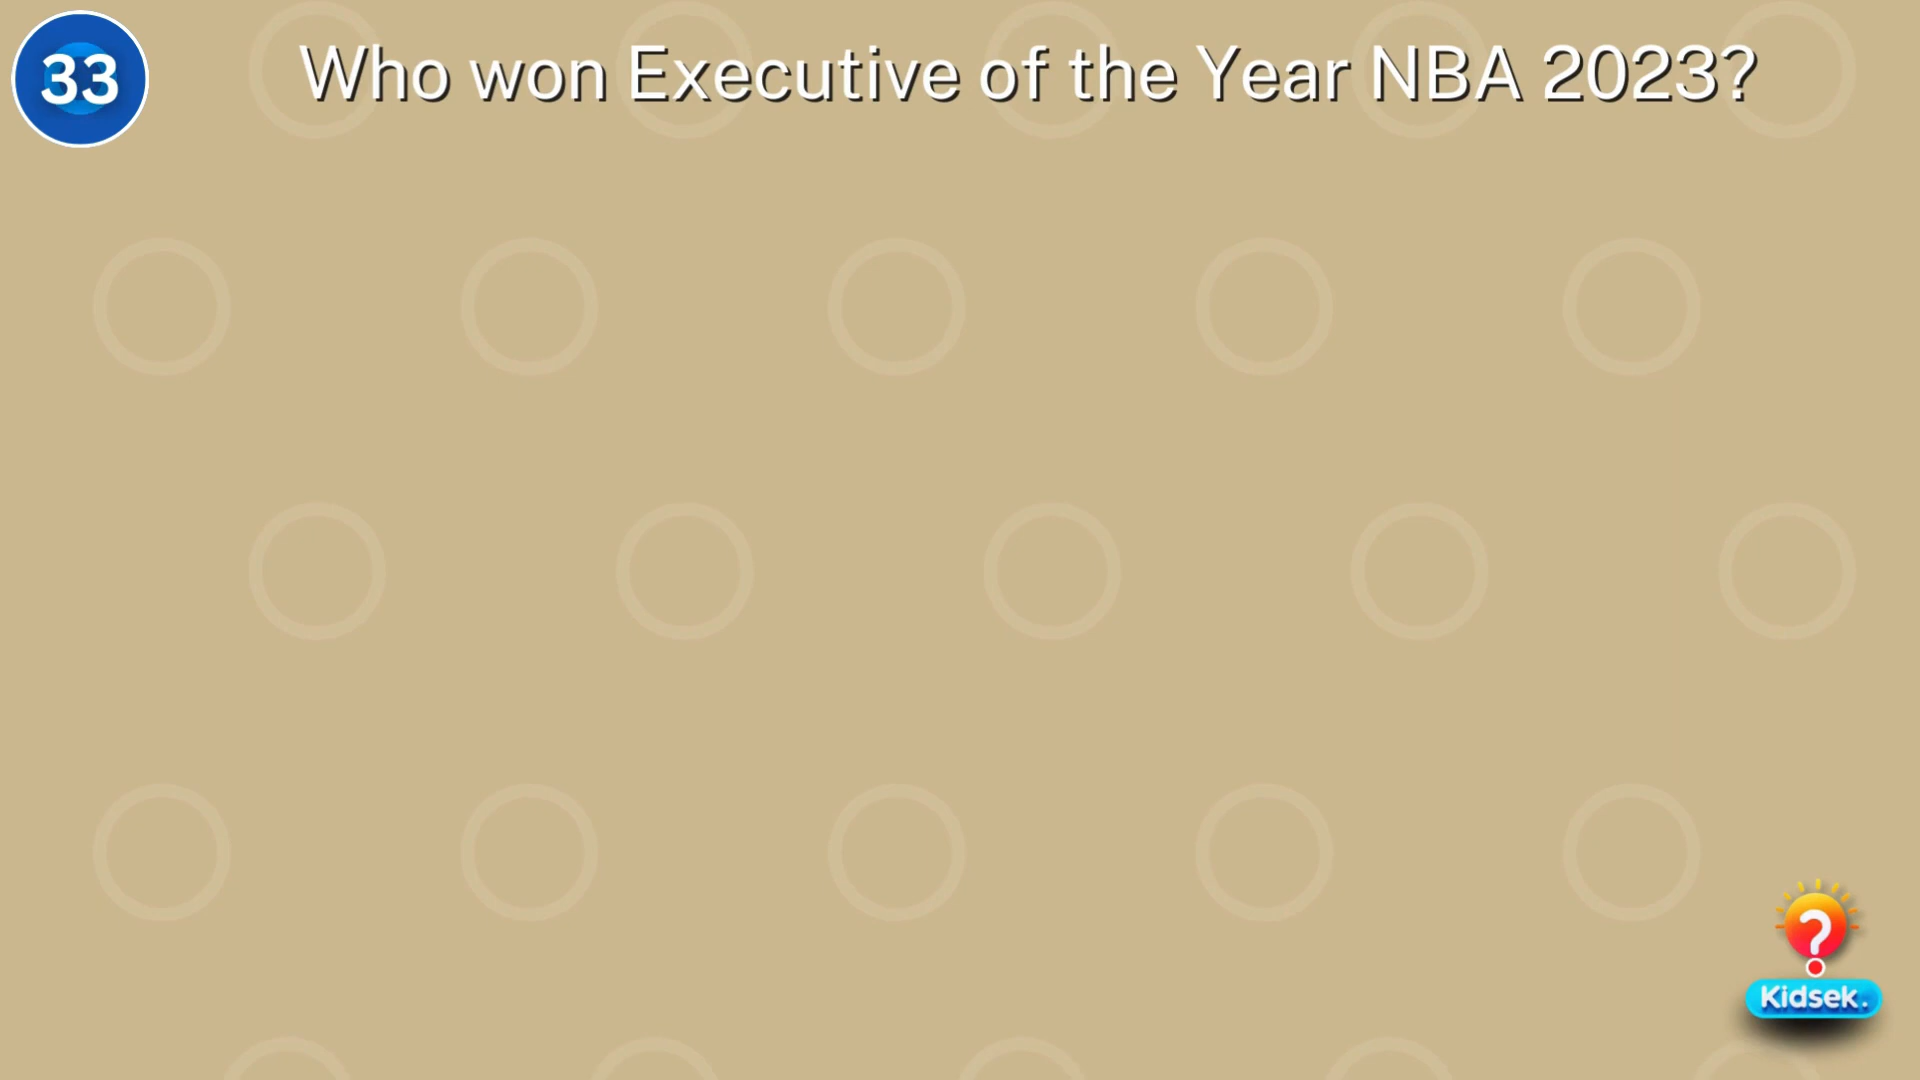 33
Who won Executive of the Year NBA 2023?
?
Kidsek.